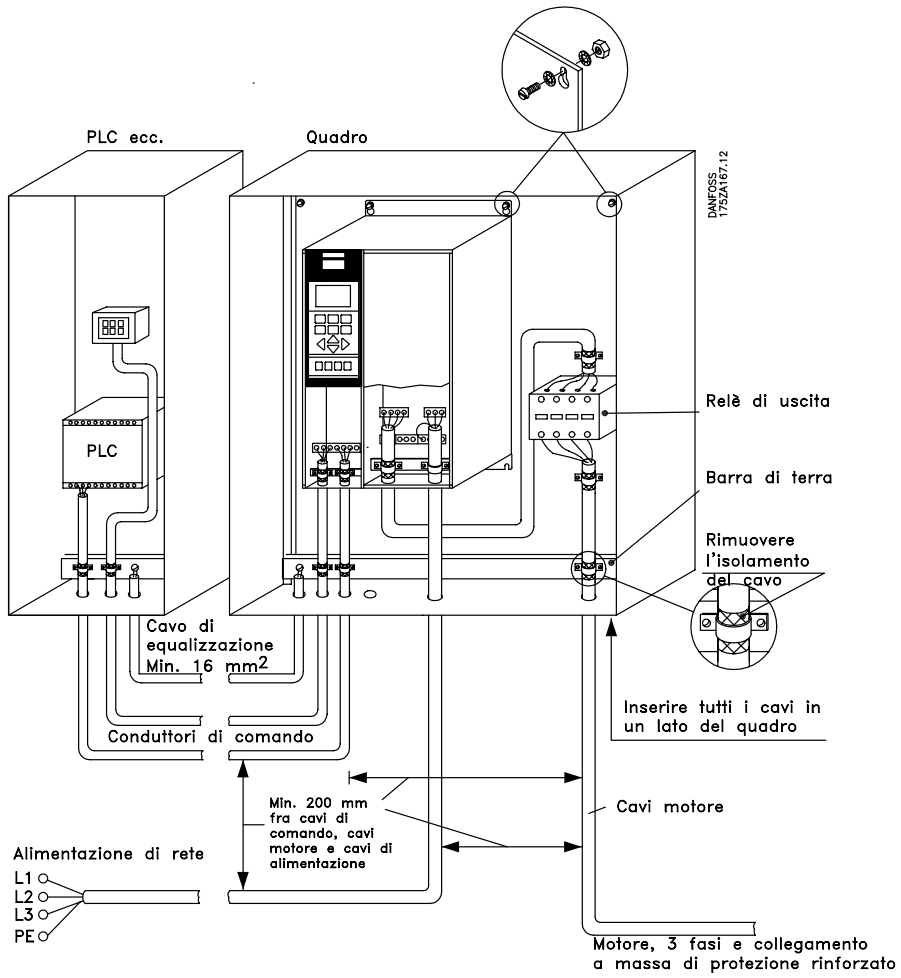 PLC ecc.
Quadro
DANFOSS
175ZA167.12
PLC
Relè di uscita
Barra di terra
Rimuovere
l'isolamento
del cavo
Cavo di
equalizzazione
Min. 16 mm2
Inserire tutti i cavi in
un lato del quadro
Conduttori di comando
Min. 200 mm
fra cavi di
comando, cavi
motore e cavi di
alimentazione
Cavi motore
Alimentazione di rete
L1
L2
L3
PE
Motore, 3 fasi e collegamento
a massa di protezione rinforzato